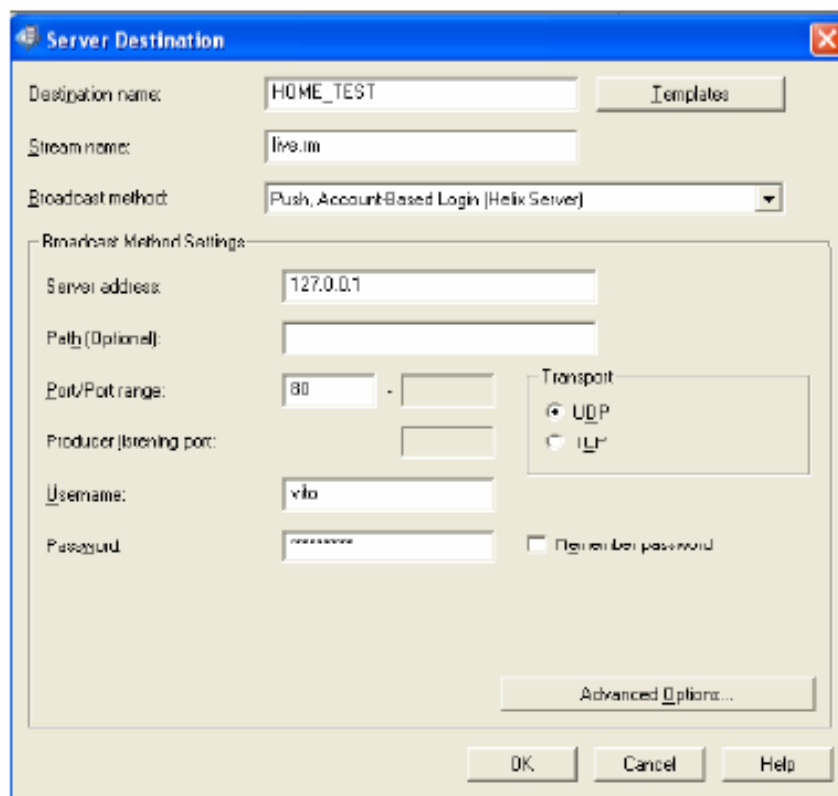 Server Destination
Destination name: HOME_TEST Templates
Stream name: live.rm
Broadcast method: Push, Account-Based Login (Helix Server)
Broadcast Method Settings
Server address: 127.0.0.1
Path (Optional):
Port/Port range: 80 -
Transport
UDP
TCP
Producer listening port:
Username: vito
Password: *********
Remember password
Advanced Options...
OK Cancel Help